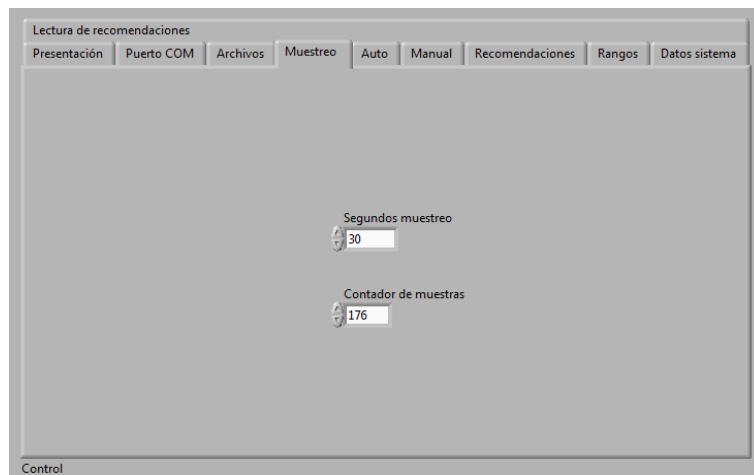 Lectura de recomendaciones
Presentación Puerto COM Archivos Muestreo Auto Manual Recomendaciones Rangos Datos sistema
Segundos muestreo
30
Contador de muestras
176
Control